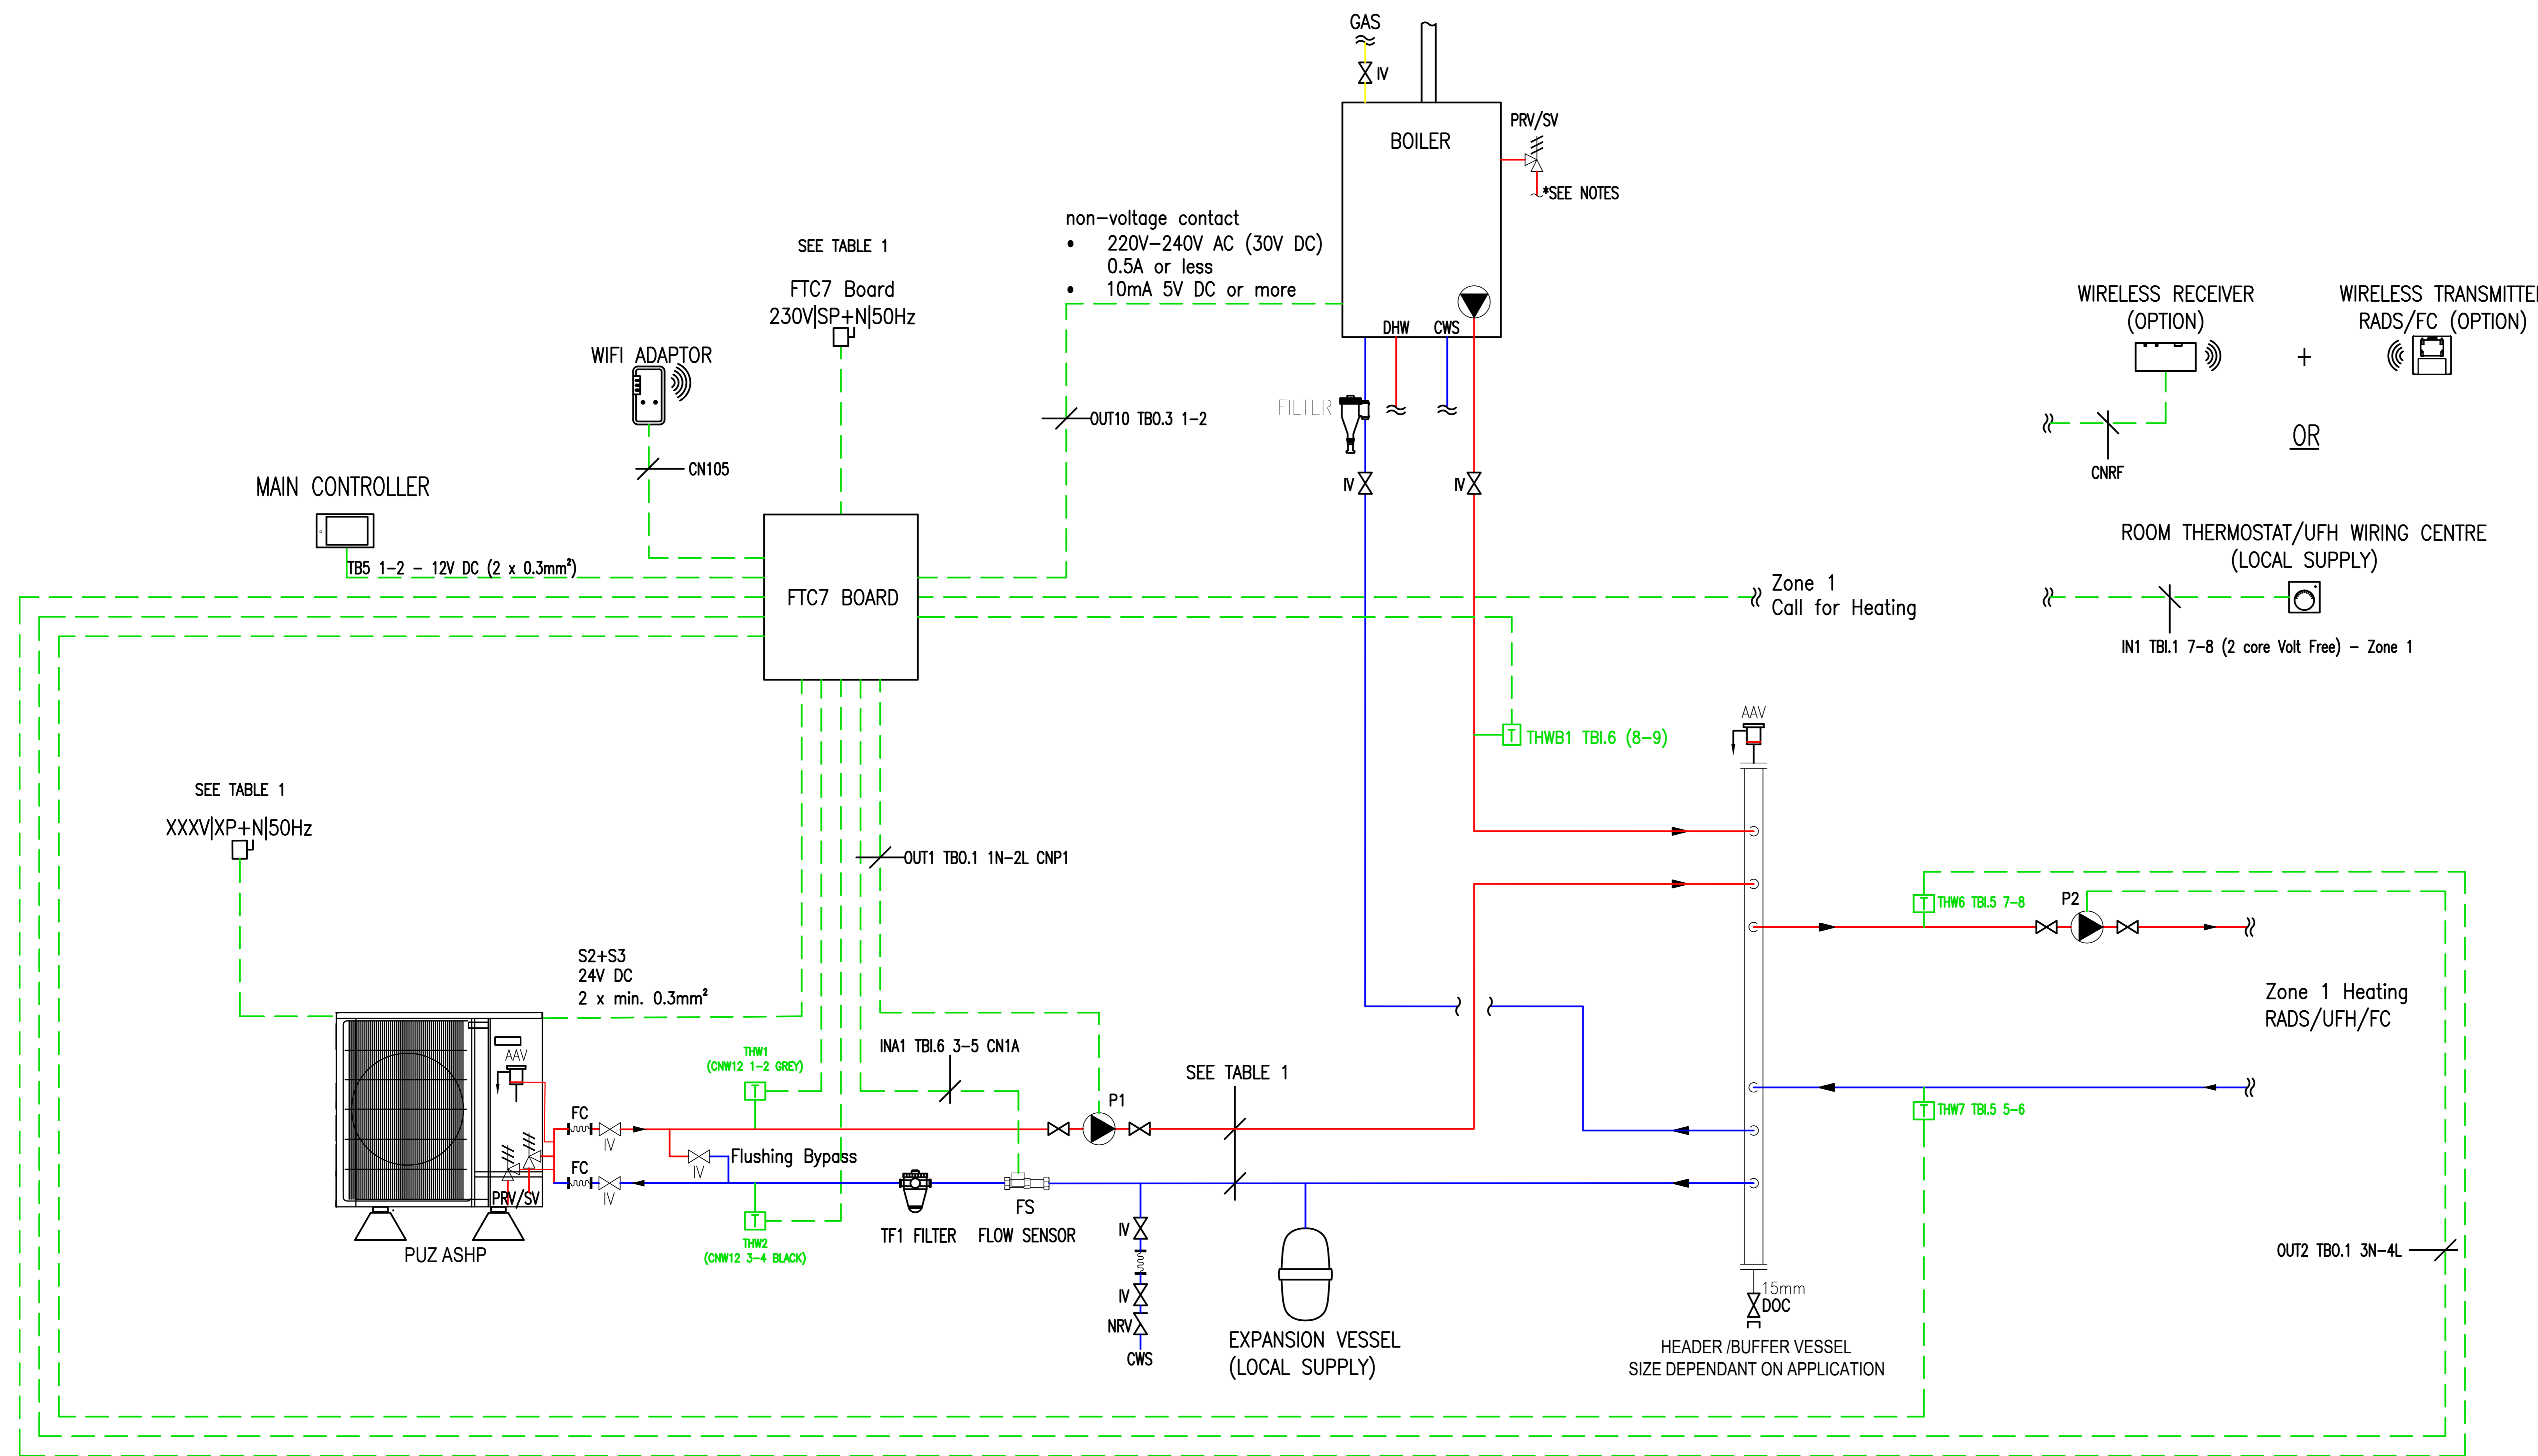 GAS
IV
BOILER
PRV/SV
*SEE NOTES
non-voltage contact
• 220V-240V AC (30V DC)
0.5A or less
• 10mA 5V DC or more
SEE TABLE 1
FTC7 Board
230V|SP+N|50Hz
DHW
CWS
WIRELESS RECEIVER
(OPTION)
+
WIRELESS TRANSMITTER
RADS/FC (OPTION)
WIFI ADAPTOR
FILTER
OUT10 TBO.3 1-2
OR
CN105
CNRF
MAIN CONTROLLER
IV
IV
ROOM THERMOSTAT/UFH WIRING CENTRE
(LOCAL SUPPLY)
TB5 1-2 - 12V DC (2 x 0.3mm²)
FTC7 BOARD
Zone 1
Call for Heating
IN1 TBI.1 7-8 (2 core Volt Free) - Zone 1
AAV
THWB1 TBI.6 (8-9)
SEE TABLE 1
XXXV|XP+N|50Hz
OUT1 TBO.1 1N-2L CNP1
THW6 TBI.5 7-8
P2
S2+S3
24V DC
2 x min. 0.3mm²
Zone 1 Heating
RADS/UFH/FC
THW1
(CNW12 1-2 GREY)
INA1 TBI.6 3-5 CN1A
SEE TABLE 1
AAV
FC
IV
P1
THW7 TBI.5 5-6
Flushing Bypass
IV
FC
IV
PRV/SV
PUZ ASHP
THW2
(CNW12 3-4 BLACK)
TF1 FILTER
FS
FLOW SENSOR
IV
IV
NRV
CWS
EXPANSION VESSEL
(LOCAL SUPPLY)
15mm
DOC
HEADER /BUFFER VESSEL
SIZE DEPENDANT ON APPLICATION
OUT2 TBO.1 3N-4L